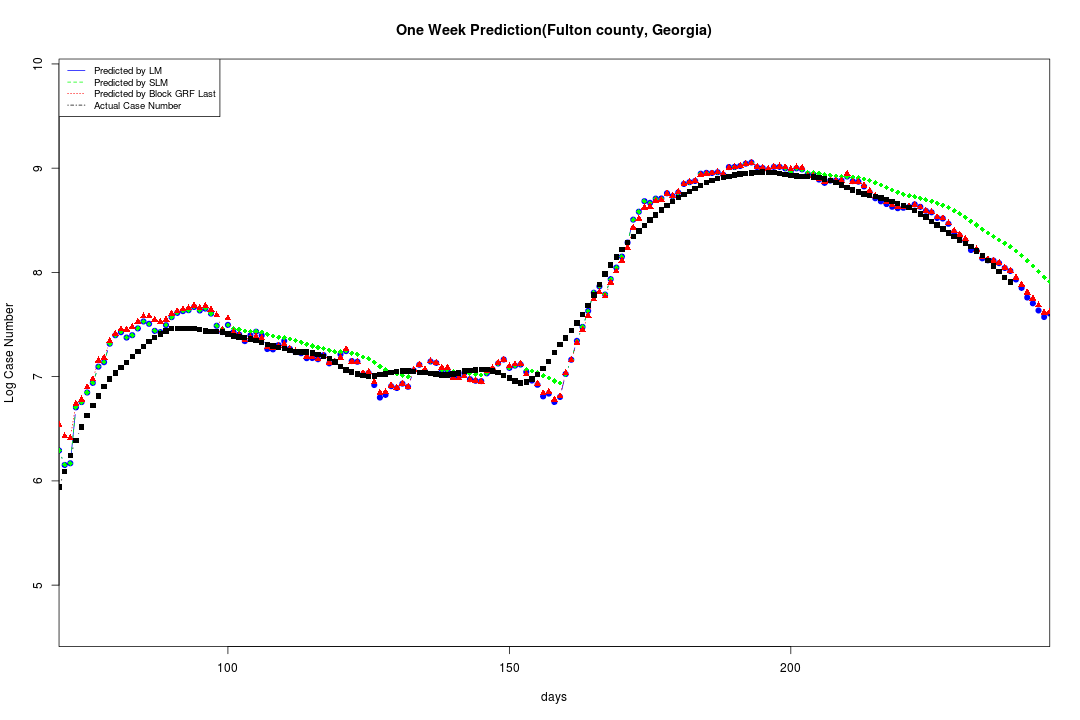 One Week Prediction(Fulton county, Georgia)
Predicted by LM
Predicted by SLM
Predicted by Block GRF Last
Actual Case Number
10
9
8
7
6
5
Log Case Number
100 150 200
days